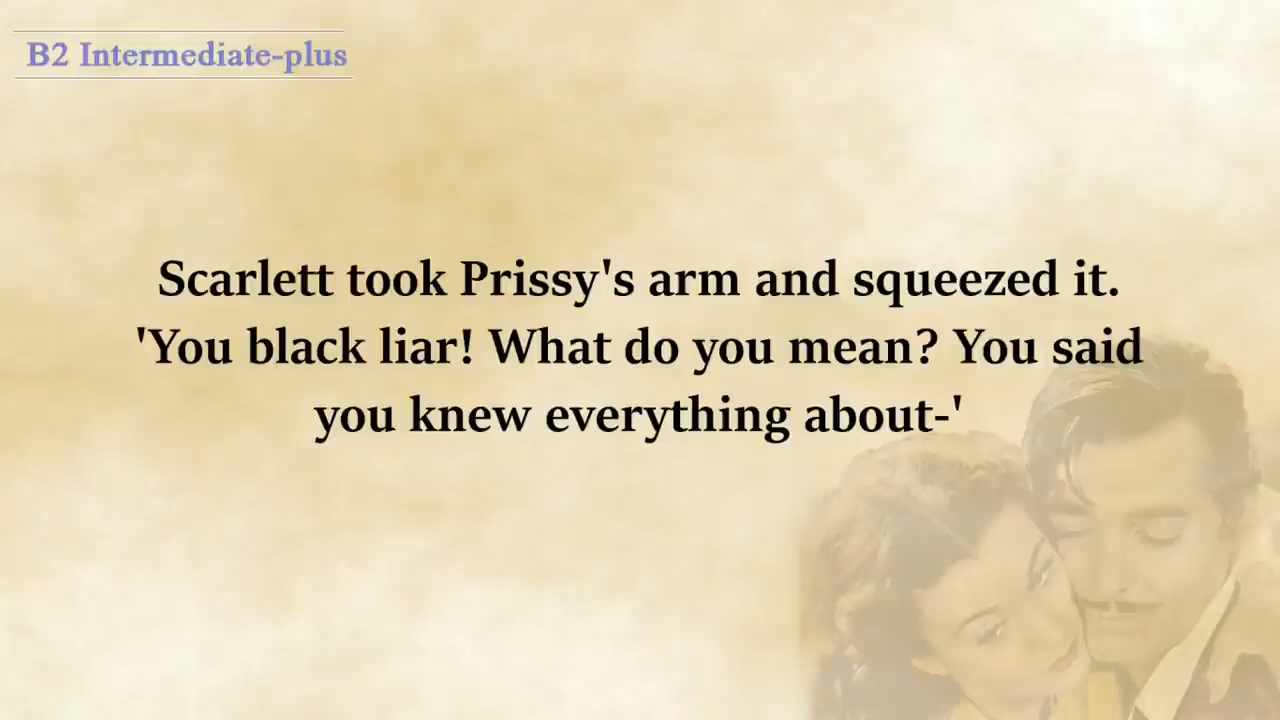 B2 Intermediate-plus
Scarlett took Prissy's arm and squeezed it.
'You black liar! What do you mean? You said
you knew everything about-'